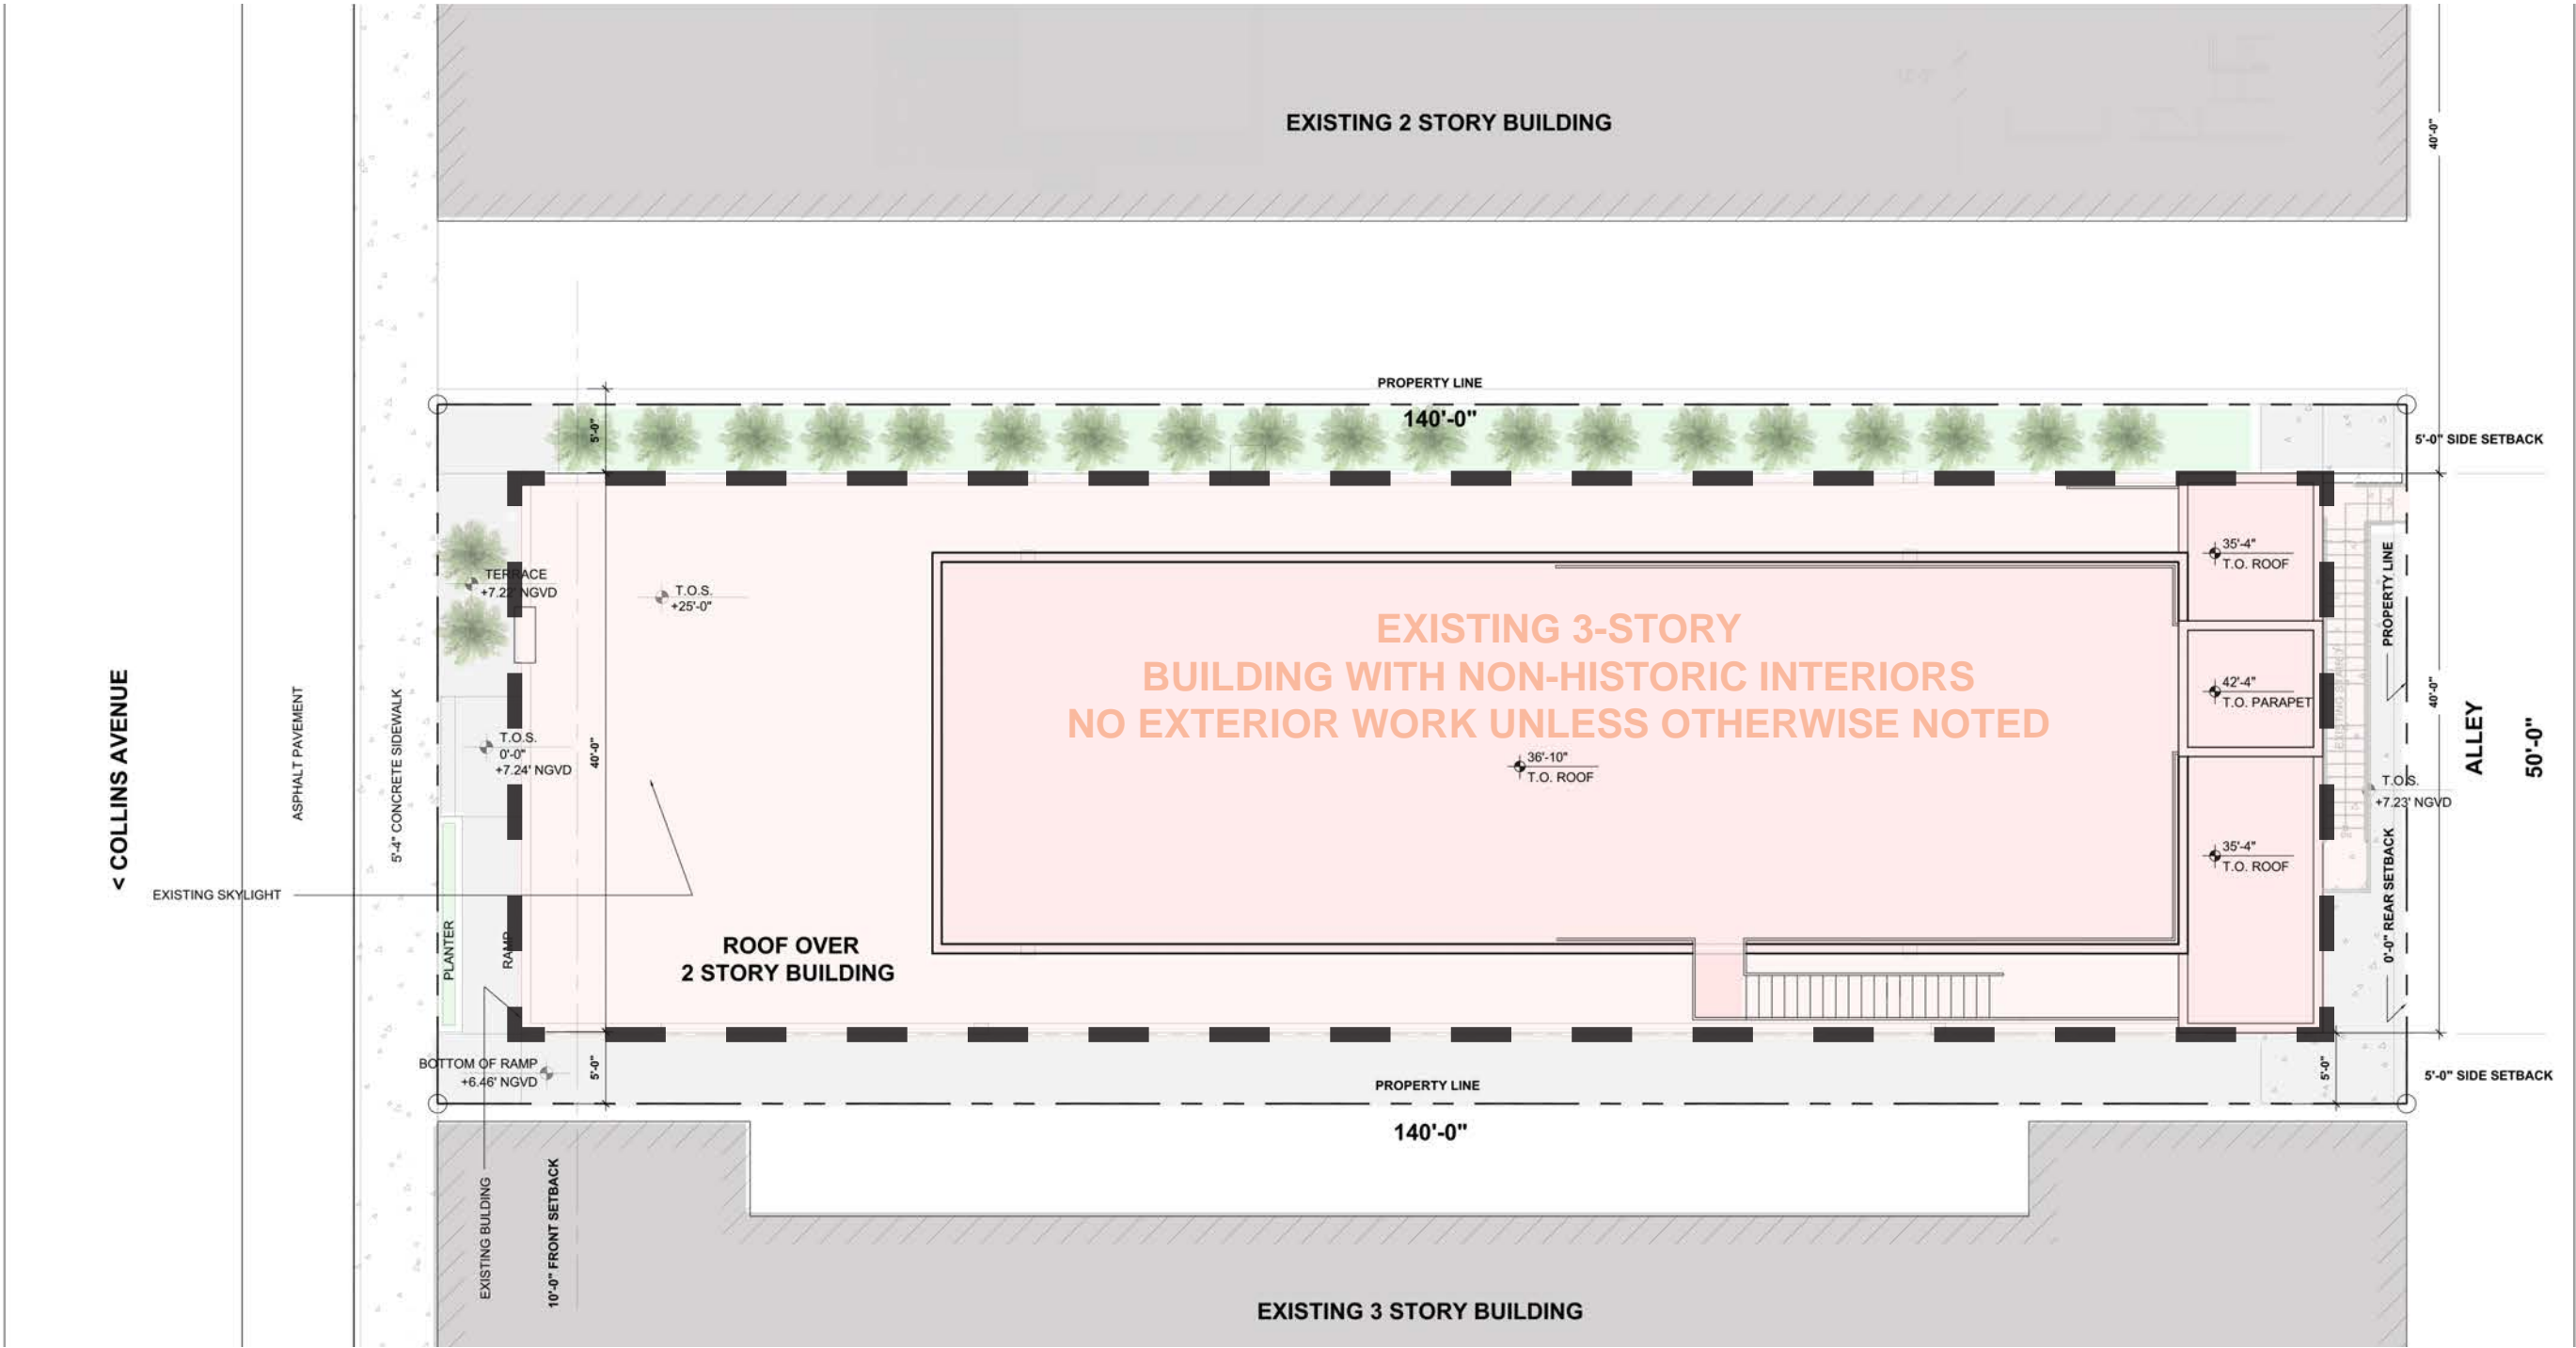 EXISTING 2 STORY BUILDING
40'-0"
PROPERTY LINE
140'-0"
5'-0"
5'-0" SIDE SETBACK
TERRACE
+7.22' NGVD
T.O.S.
+25'-0"
35'-4"
T.O. ROOF
PROPERTY LINE
EXISTING 3-STORY
BUILDING WITH NON-HISTORIC INTERIORS
NO EXTERIOR WORK UNLESS OTHERWISE NOTED
42'-4"
T.O. PARAPET
40'-0"
< COLLINS AVENUE
ASPHALT PAVEMENT
5'-4" CONCRETE SIDEWALK
T.O.S.
0'-0"
+7.24' NGVD
40'-0"
36'-10"
T.O. ROOF
ALLEY
50'-0"
T.O.S.
+7.23' NGVD
35'-4"
T.O. ROOF
EXISTING SKYLIGHT
PLANTER
RAMP
ROOF OVER
2 STORY BUILDING
0'-0" REAR SETBACK
BOTTOM OF RAMP
+6.46' NGVD
5'-0"
PROPERTY LINE
5'-0"
5'-0" SIDE SETBACK
140'-0"
EXISTING BULDING
10'-0" FRONT SETBACK
EXISTING 3 STORY BUILDING